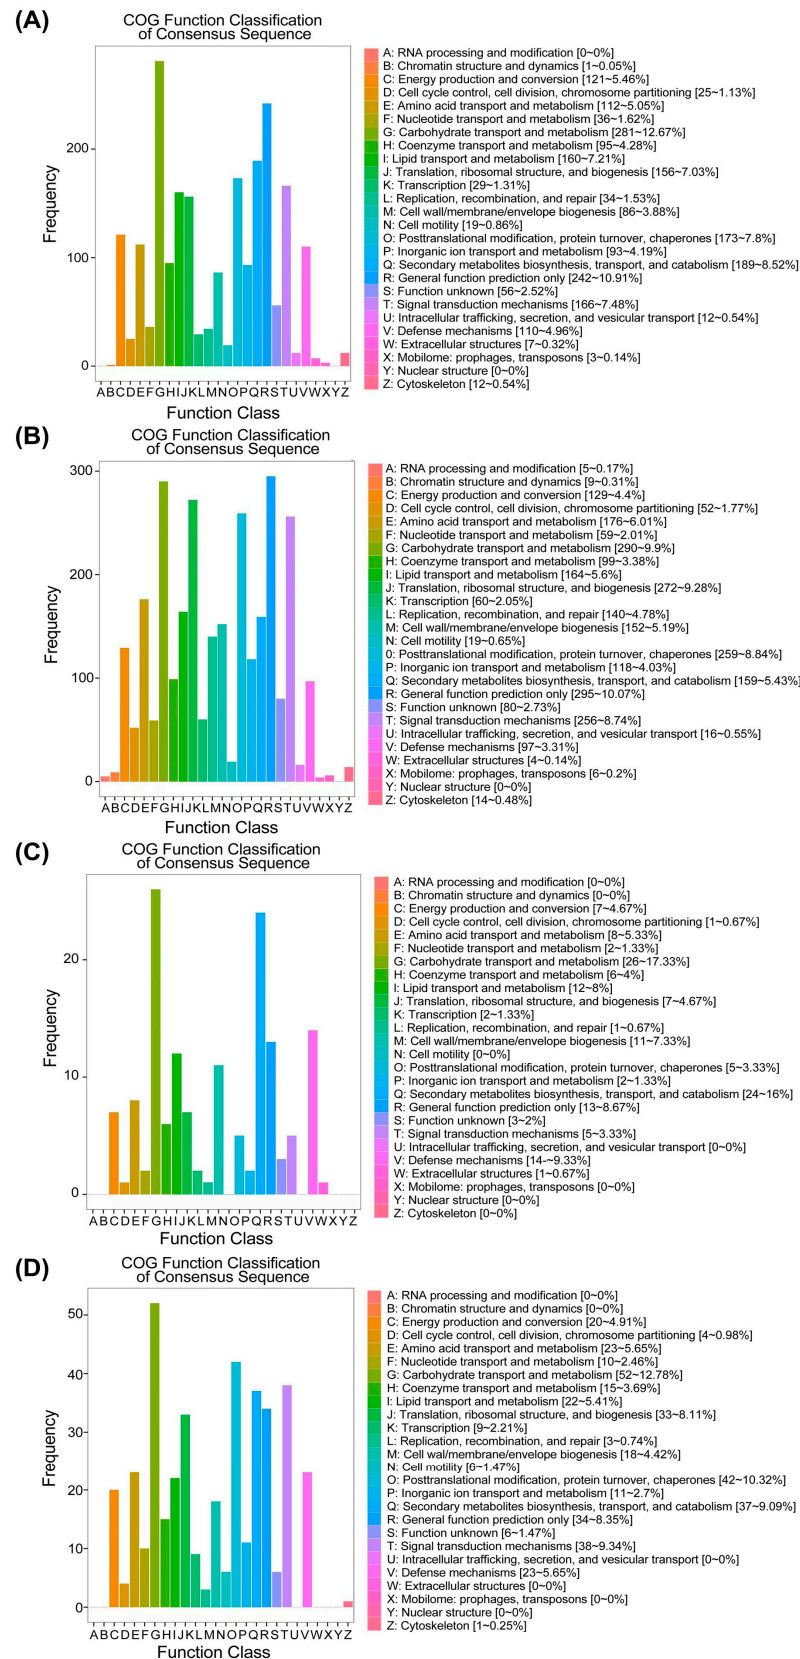 (A)
COG Function Classification
of Consensus Sequence
Frequency
200
100
0
ABCDEFGHIJKLMNOPQRSTUVWXYZ
Function Class
A: RNA processing and modification [0~0%]
B: Chromatin structure and dynamics [1~0.05%]
C: Energy production and conversion [121~5.46%]
D: Cell cycle control, cell division, chromosome partitioning [25~1.13%]
E: Amino acid transport and metabolism [112~5.05%]
F: Nucleotide transport and metabolism [36~1.62%]
G: Carbohydrate transport and metabolism [281~12.67%]
H: Coenzyme transport and metabolism [95~4.28%]
I: Lipid transport and metabolism [160~7.21%]
J: Translation, ribosomal structure, and biogenesis [156~7.03%]
K: Transcription [29~1.31%]
L: Replication, recombination, and repair [34~1.53%]
M: Cell wall/membrane/envelope biogenesis [86~3.88%]
N: Cell motility [19~0.86%]
O: Posttranslational modification, protein turnover, chaperones [173~7.8%]
P: Inorganic ion transport and metabolism [93~4.19%]
Q: Secondary metabolites biosynthesis, transport, and catabolism [189~8.52%]
R: General function prediction only [242~10.91%]
S: Function unknown [56~2.52%]
T: Signal transduction mechanisms [166~7.48%]
U: Intracellular trafficking, secretion, and vesicular transport [12~0.54%]
V: Defense mechanisms [110~4.96%]
W: Extracellular structures [7~0.32%]
X: Mobilome: prophages, transposons [3~0.14%]
Y: Nuclear structure [0~0%]
Z: Cytoskeleton [12~0.54%]
(B)
COG Function Classification
of Consensus Sequence
Frequency
300
200
100
0
ABCDEFGHIJKLMNOPQRSTUVWXYZ
Function Class
A: RNA processing and modification [5~0.17%]
B: Chromatin structure and dynamics [9~0.31%]
C: Energy production and conversion [129~4.4%]
D: Cell cycle control, cell division, chromosome partitioning [52~1.77%]
E: Amino acid transport and metabolism [176~6.01%]
F: Nucleotide transport and metabolism [59~2.01%]
G: Carbohydrate transport and metabolism [290~9.9%]
H: Coenzyme transport and metabolism [99~3.38%]
I: Lipid transport and metabolism [164~5.6%]
J: Translation, ribosomal structure, and biogenesis [272~9.28%]
K: Transcription [60~2.05%]
L: Replication, recombination, and repair [140~4.78%]
M: Cell wall/membrane/envelope biogenesis [152~5.19%]
N: Cell motility [19~0.65%]
0: Posttranslational modification, protein turnover, chaperones [259~8.84%]
P: Inorganic ion transport and metabolism [118~4.03%]
Q: Secondary metabolites biosynthesis, transport, and catabolism [159~5.43%]
R: General function prediction only [295~10.07%]
S: Function unknown [80~2.73%]
T: Signal transduction mechanisms [256~8.74%]
U: Intracellular trafficking, secretion, and vesicular transport [16~0.55%]
V: Defense mechanisms [97~3.31%]
W: Extracellular structures [4~0.14%]
X: Mobilome: prophages, transposons [6~0.2%]
Y: Nuclear structure [0~0%]
Z: Cytoskeleton [14~0.48%]
(C)
COG Function Classification
of Consensus Sequence
Frequency
20
10
0
ABCDEFGHIJKLMNOPQRSTUVWXYZ
Function Class
A: RNA processing and modification [0~0%]
B: Chromatin structure and dynamics [0~0%]
C: Energy production and conversion [7~4.67%]
D: Cell cycle control, cell division, chromosome partitioning [1~0.67%]
E: Amino acid transport and metabolism [8~5.33%]
F: Nucleotide transport and metabolism [2~1.33%]
G: Carbohydrate transport and metabolism [26~17.33%]
H: Coenzyme transport and metabolism [6~4%]
I: Lipid transport and metabolism [12~8%]
J: Translation, ribosomal structure, and biogenesis [7~4.67%]
K: Transcription [2~1.33%]
L: Replication, recombination, and repair [1~0.67%]
M: Cell wall/membrane/envelope biogenesis [11~7.33%]
N: Cell motility [0~0%]
O: Posttranslational modification, protein turnover, chaperones [5~3.33%]
P: Inorganic ion transport and metabolism [2~1.33%]
Q: Secondary metabolites biosynthesis, transport, and catabolism [24~16%]
R: General function prediction only [13~8.67%]
S: Function unknown [3~2%]
T: Signal transduction mechanisms [5~3.33%]
U: Intracellular trafficking, secretion, and vesicular transport [0~0%]
V: Defense mechanisms [14-~9.33%]
W: Extracellular structures [1~0.67%]
X: Mobilome: prophages, transposons [0~0%]
Y: Nuclear structure [0~0%]
Z: Cytoskeleton [0~0%]
(D)
COG Function Classification
of Consensus Sequence
Frequency
50
40
30
20
10
0
ABCDEFGHIJKLMNOPQRSTUVWXYZ
Function Class
A: RNA processing and modification [0~0%]
B: Chromatin structure and dynamics [0~0%]
C: Energy production and conversion [20~4.91%]
D: Cell cycle control, cell division, chromosome partitioning [4~0.98%]
E: Amino acid transport and metabolism [23~5.65%]
F: Nucleotide transport and metabolism [10~2.46%]
G: Carbohydrate transport and metabolism [52~12.78%]
H: Coenzyme transport and metabolism [15~3.69%]
I: Lipid transport and metabolism [22~5.41%]
J: Translation, ribosomal structure, and biogenesis [33~8.11%]
K: Transcription [9~2.21%]
L: Replication, recombination, and repair [3~0.74%]
M: Cell wal/membrane/envelope biogenesis [18~4.42%]
N: Cell motility [6~1.47%]
O: Posttranslational modification, protein turnover, chaperones [42~10.32%]
P: Inorganic ion transport and metabolism [11~2.7%]
Q: Secondary metabolites biosynthesis, transport, and catabolism [37~9.09%]
R: General function prediction only [34~8.35%]
S: Function unknown [6~1.47%]
T: Signal transduction mechanisms [38~9.34%]
U: Intracellular trafficking, secretion, and vesicular transport [0~0%]
V: Defense mechanisms [23~5.65%]
W: Extracellular structures [0~0%]
X: Mobilome: prophages, transposons [0~0%]
Y: Nuclear structure [0~0%]
Z: Cytoskeleton [1~0.25%]